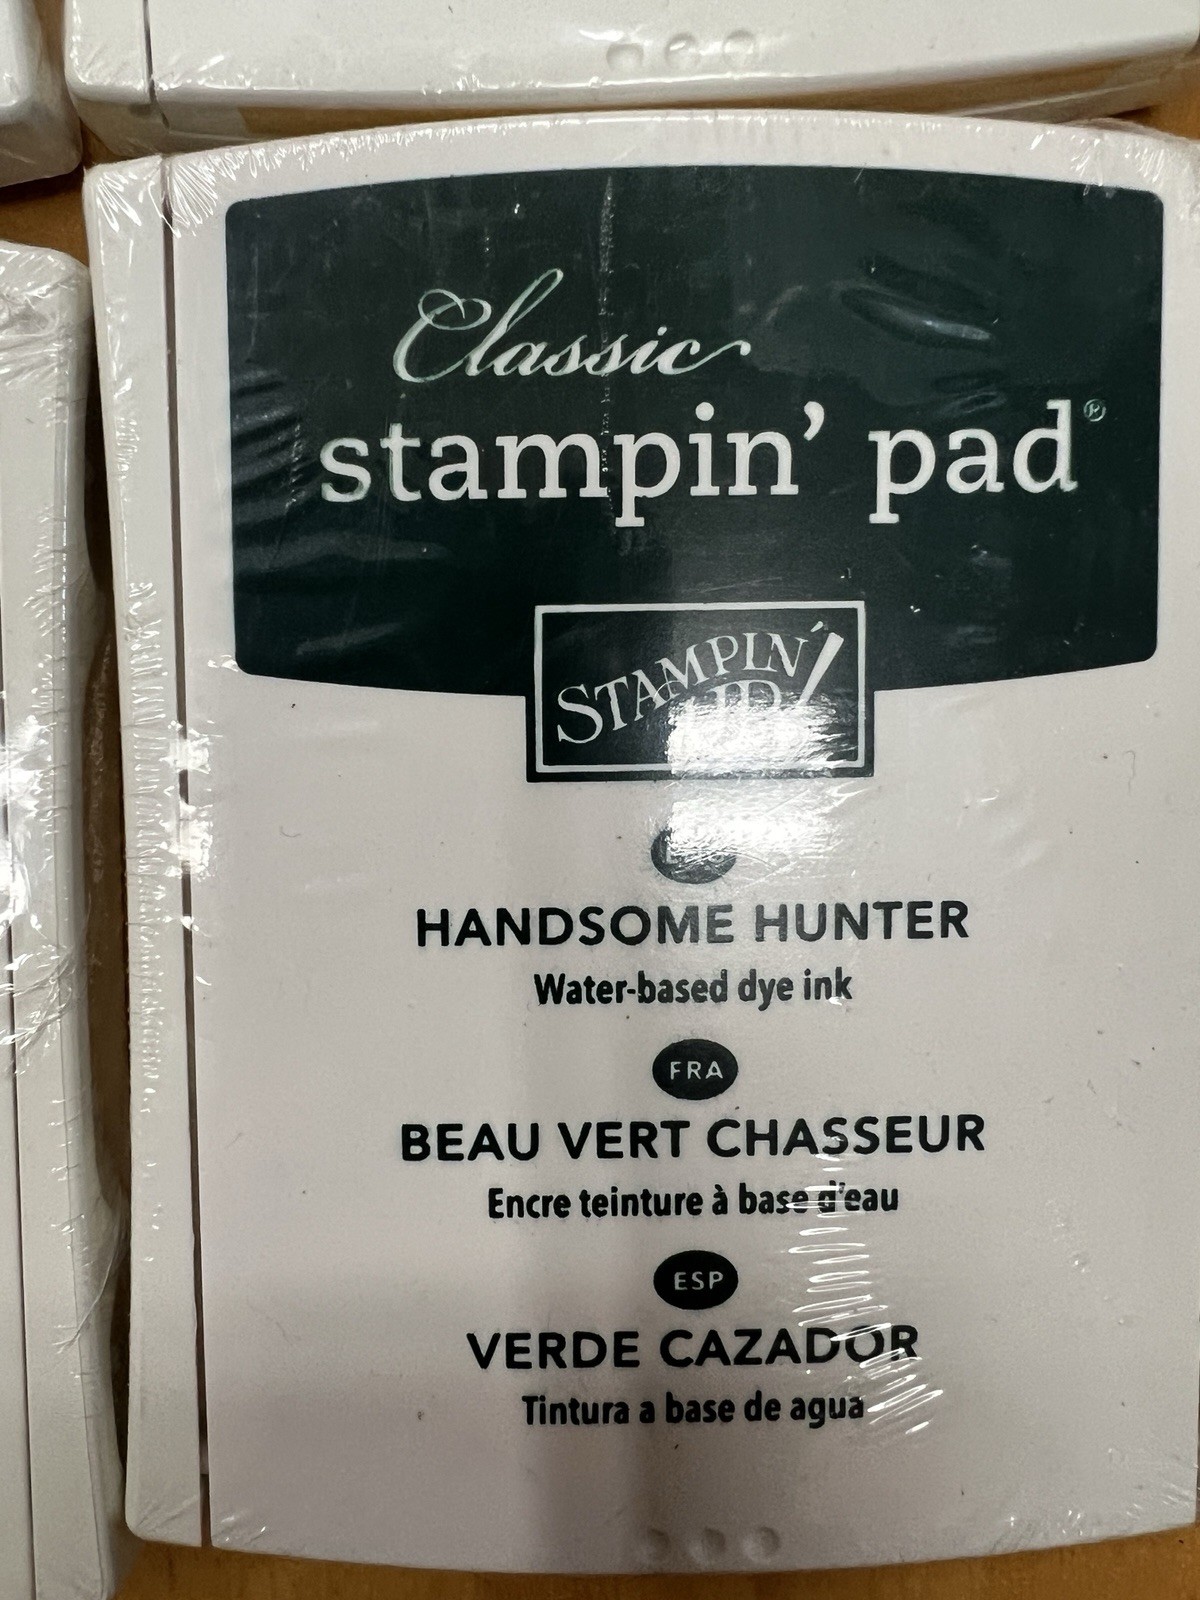 Classic
stampin' pad®
STAMPIN'
UP!
HANDSOME HUNTER
Water-based dye ink
FRA
BEAU VERT CHASSEUR
Encre teinture à base d'eau
ESP
VERDE CAZADOR
Tintura a base de agua